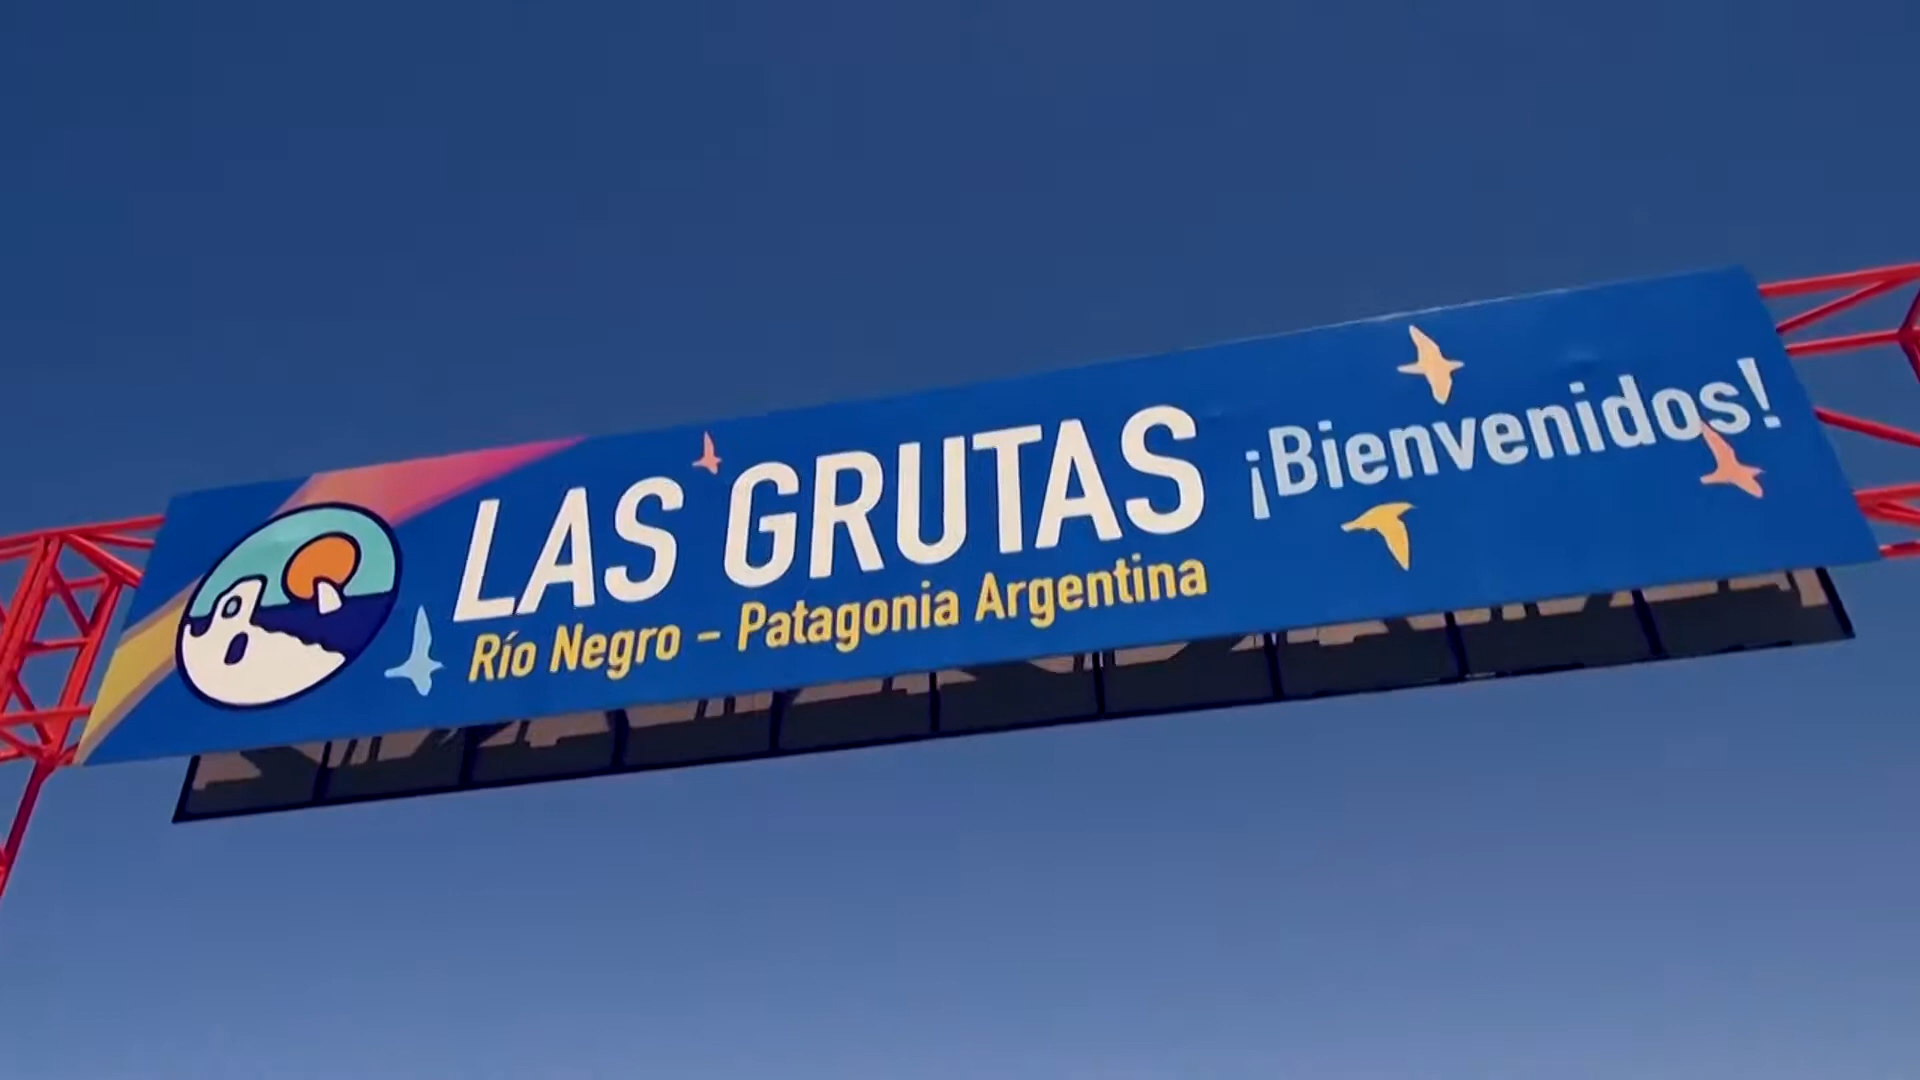 LAS GRUTAS
¡Bienvenidos!
Río Negro – Patagonia Argentina